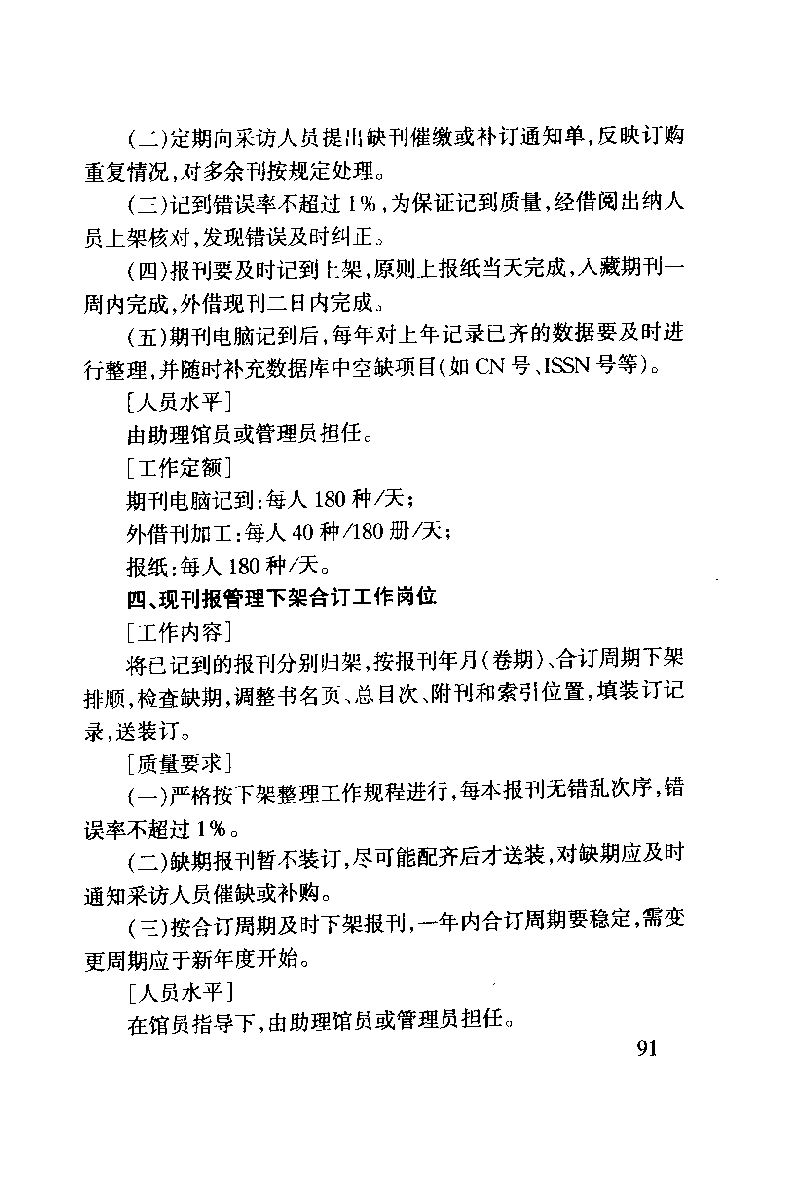 (二)定期向采访人员提出缺刊催缴或补订通知单,反映订购
重复情况,对多余刊按规定处理。
(三)记到错误率不超过1%,为保证记到质量,经借阅出纳人
员上架核对,发现错误及时纠正。
(四)报刊要及时记到上架,原则上报纸当天完成,入藏期刊一
周内完成,外借现刊二日内完成。
(五)期刊电脑记到后,每年对上年记录已齐的数据要及时进
行整理,并随时补充数据库中空缺项目(如CN号、ISSN号等)。
[人员水平]
由助理馆员或管理员担任。
[工作定额]
期刊电脑记到:每人180种/天;
外借刊加工:每人40种/180册/天;
报纸:每人180种/天。
四、现刊报管理下架合订工作岗位
[工作内容]
将已记到的报刊分别归架,按报刊年月(卷期)、合订周期下架
排顺,检查缺期,调整书名页、总目次、附刊和索引位置,填装订记
录,送装订。
[质量要求]
(一)严格按下架整理工作规程进行,每本报刊无错乱次序,错
误率不超过1%。
(二)缺期报刊暂不装订,尽可能配齐后才送装,对缺期应及时
通知采访人员催缺或补购。
(三)按合订周期及时下架报刊,一年内合订周期要稳定,需变
更周期应于新年度开始。
[人员水平]
在馆员指导下,由助理馆员或管理员担任。
91